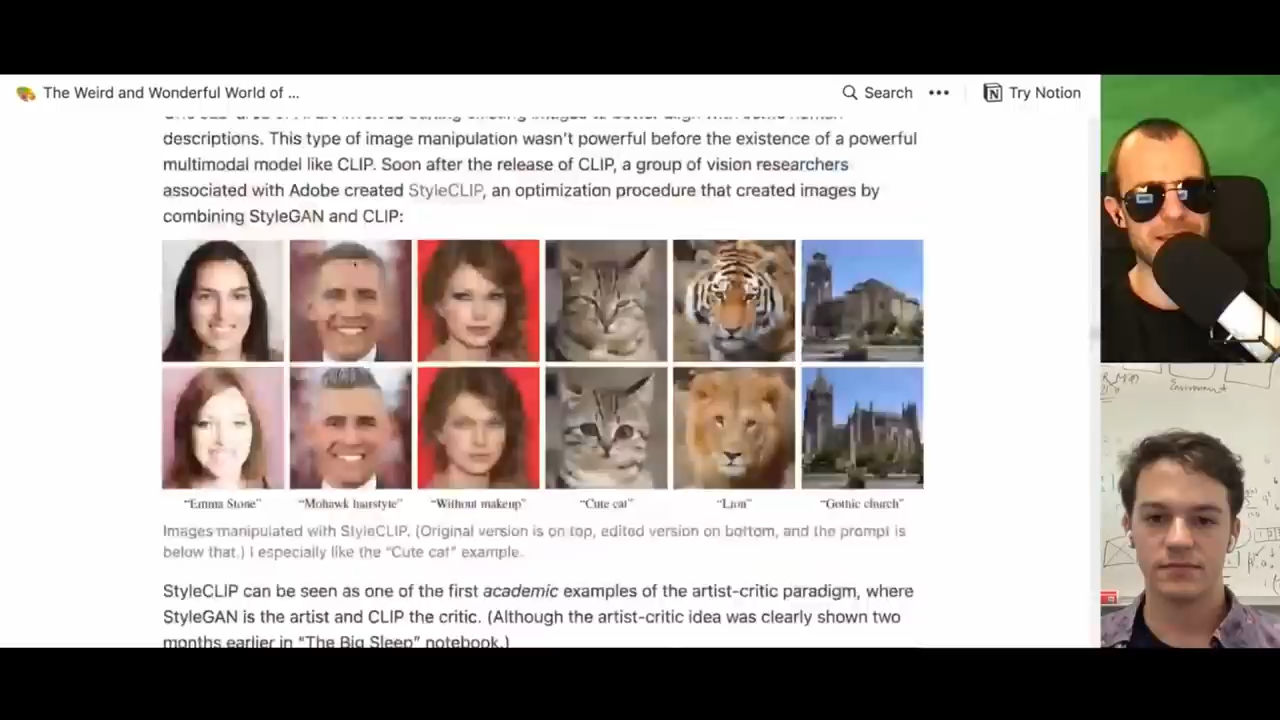 The Weird and Wonderful World of ...
Search
•••
Try Notion
descriptions. This type of image manipulation wasn't powerful before the existence of a powerful
multimodal model like CLIP. Soon after the release of CLIP, a group of vision researchers
associated with Adobe created StyleCLIP, an optimization procedure that created images by
combining StyleGAN and CLIP:
"Emma Stone" "Mohawk hairstyle" "Without makeup" "Cute cat" "Lion" "Gothic church"
Images manipulated with StyleCLIP. (Original version is on top, edited version on bottom, and the prompt is
below that.) I especially like the "Cute cat" example.
StyleCLIP can be seen as one of the first academic examples of the artist-critic paradigm, where
StyleGAN is the artist and CLIP the critic. (Although the artist-critic idea was clearly shown two
months earlier in "The Big Sleep" notebook.)